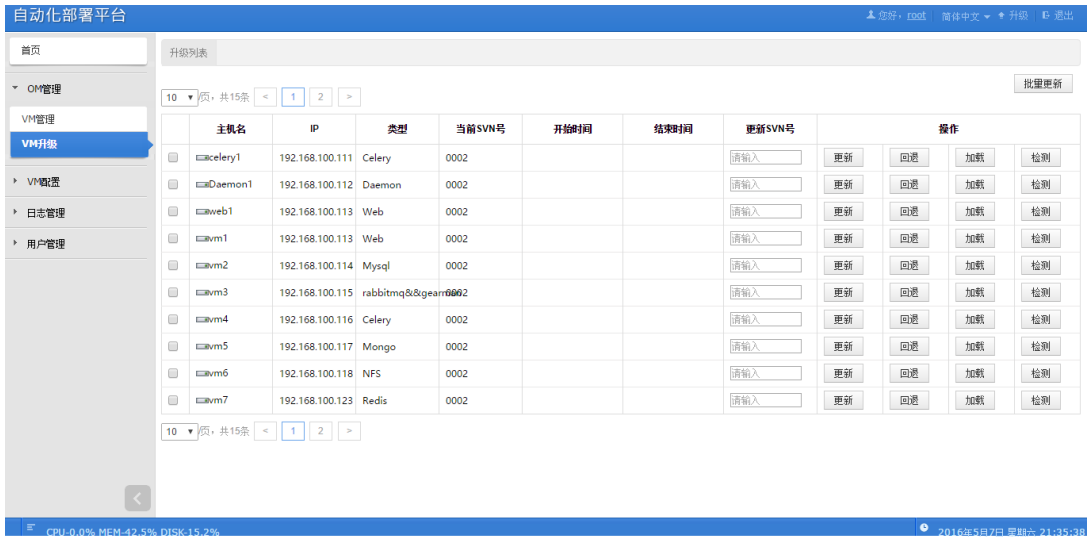 自动化部署平台
您好，root 简体中文 升级 退出
首页
OM管理
VM管理
VM升级
VM配置
日志管理
用户管理
升级列表
批量更新
10 /页，共15条 < 1 2 >
主机名 IP 类型 当前SVN号 开始时间 结束时间 更新SVN号 操作
celery1 192.168.100.111 Celery 0002 请输入 更新 回退 加载 检测
Daemon1 192.168.100.112 Daemon 0002 请输入 更新 回退 加载 检测
web1 192.168.100.113 Web 0002 请输入 更新 回退 加载 检测
vm1 192.168.100.113 Web 0002 请输入 更新 回退 加载 检测
vm2 192.168.100.114 Mysql 0002 请输入 更新 回退 加载 检测
vm3 192.168.100.115 rabbitmq&&gearman 0002 请输入 更新 回退 加载 检测
vm4 192.168.100.116 Celery 0002 请输入 更新 回退 加载 检测
vm5 192.168.100.117 Mongo 0002 请输入 更新 回退 加载 检测
vm6 192.168.100.118 NFS 0002 请输入 更新 回退 加载 检测
vm7 192.168.100.123 Redis 0002 请输入 更新 回退 加载 检测
10 /页，共15条 < 1 2 >
CPU-0.0% MEM-42.5% DISK-15.2%
2016年5月7日 星期六 21:35:38